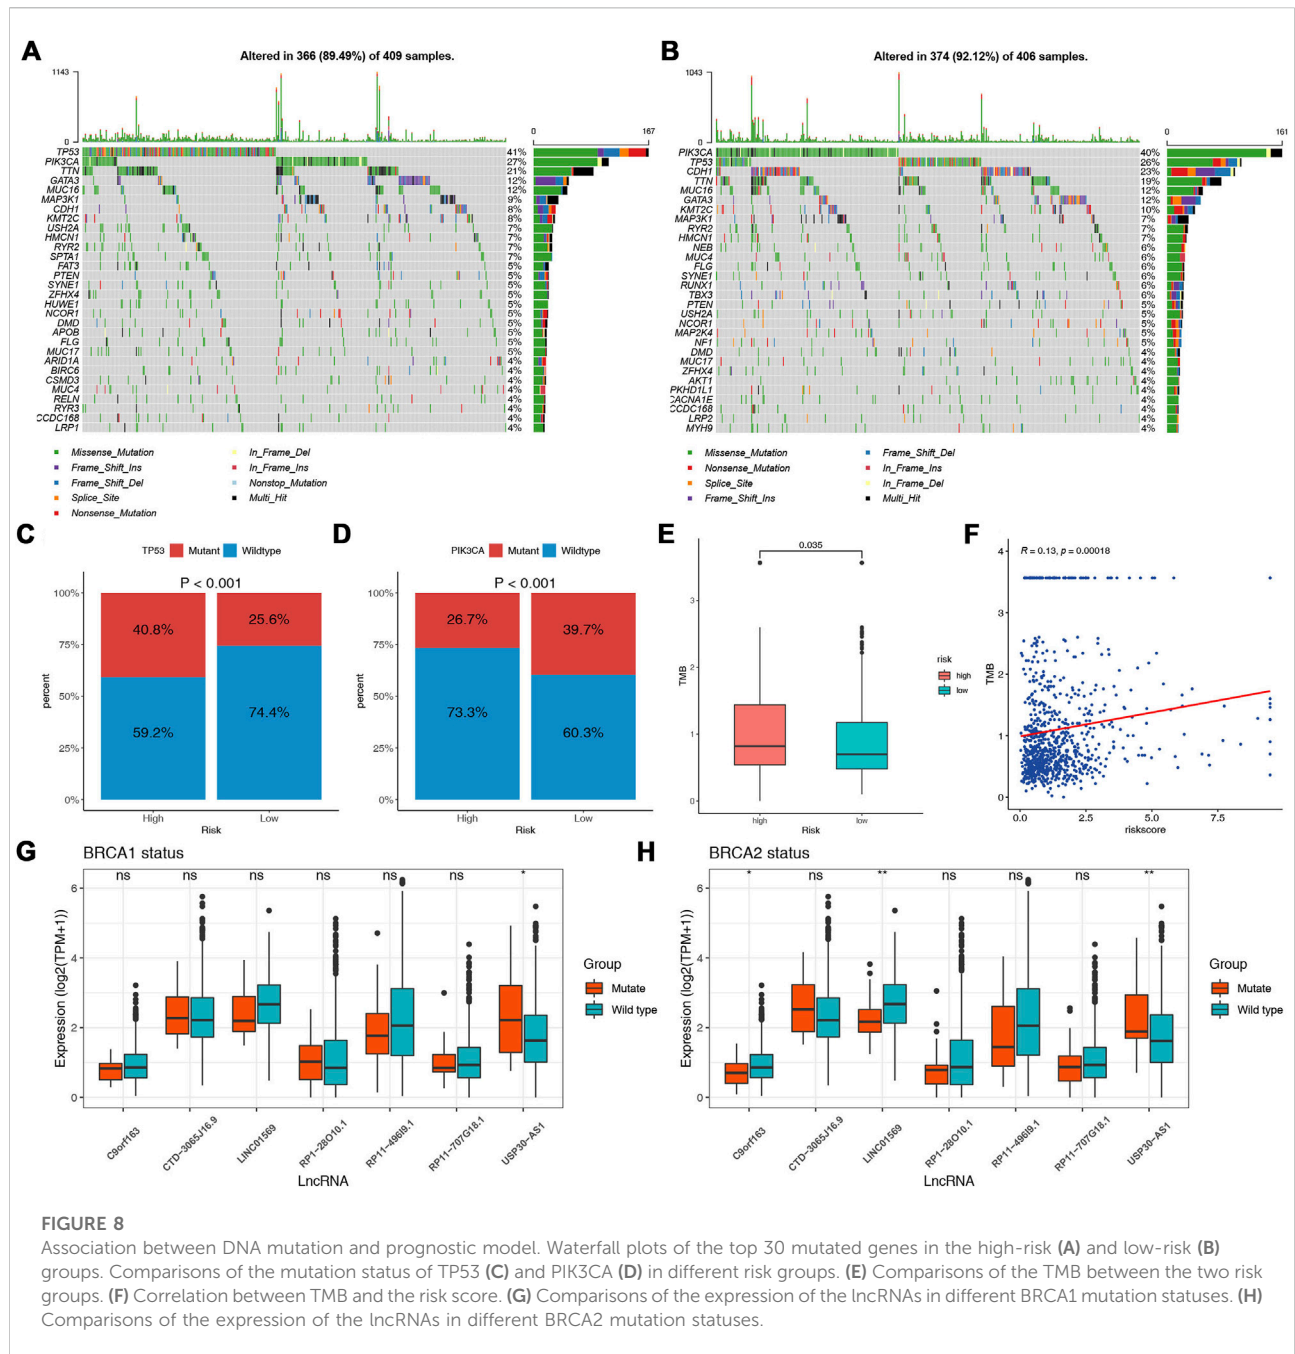 A
Altered in 366 (89.49%) of 409 samples.
1143
0
0 167
TP53 41%
PIK3CA 27%
TTN 21%
GATA3 12%
MUC16 12%
MAP3K1 9%
CDH1 8%
KMT2C 8%
USH2A 7%
HMCN1 7%
RYR2 7%
SPTA1 7%
FAT3 5%
PTEN 5%
SYNE1 5%
ZFHX4 5%
HUWE1 5%
NCOR1 5%
DMD 5%
APOB 5%
FLG 5%
MUC17 5%
ARID1A 4%
BIRC6 4%
CSMD3 4%
MUC4 4%
RELN 4%
RYR3 4%
CCDC168 4%
LRP1 4%
Missense_Mutation
Frame_Shift_Ins
Frame_Shift_Del
Splice_Site
Nonsense_Mutation
In_Frame_Del
In_Frame_Ins
Nonstop_Mutation
Multi_Hit
B
Altered in 374 (92.12%) of 406 samples.
1043
0
0 161
PIK3CA 40%
TP53 26%
CDH1 23%
TTN 19%
MUC16 12%
GATA3 12%
KMT2C 10%
MAP3K1 7%
RYR2 7%
HMCN1 7%
NEB 6%
MUC4 6%
FLG 6%
SYNE1 6%
RUNX1 6%
TBX3 6%
PTEN 5%
USH2A 5%
NCOR1 5%
MAP2K4 5%
NF1 5%
DMD 4%
MUC17 4%
ZFHX4 4%
AKT1 4%
PKHD1L1 4%
CACNA1E 4%
CCDC168 4%
LRP2 4%
MYH9 4%
Missense_Mutation
Nonsense_Mutation
Splice_Site
Frame_Shift_Ins
Frame_Shift_Del
In_Frame_Ins
In_Frame_Del
Multi_Hit
C
TP53 Mutant Wildtype
P < 0.001
100%
75%
50%
25%
0%
percent
40.8%
25.6%
59.2%
74.4%
High Low
Risk
D
PIK3CA Mutant Wildtype
P < 0.001
100%
75%
50%
25%
0%
percent
26.7%
39.7%
73.3%
60.3%
High Low
Risk
E
0.035
3
2
1
0
TMB
high low
Risk
risk
high
low
F
R = 0.13, p = 0.00018
4
3
2
1
0
TMB
0.0 2.5 5.0 7.5
riskscore
G
BRCA1 status
ns ns ns ns ns ns *
6
4
2
0
Expression (log2(TPM+1))
C9orf163 CTD−3065J16.9 LINC01569 RP1−28O10.1 RP11−496I9.1 RP11−707G18.1 USP30−AS1
LncRNA
Group
Mutate
Wild type
H
BRCA2 status
* ns ** ns ns ns **
6
4
2
0
Expression (log2(TPM+1))
C9orf163 CTD−3065J16.9 LINC01569 RP1−28O10.1 RP11−496I9.1 RP11−707G18.1 USP30−AS1
LncRNA
Group
Mutate
Wild type
FIGURE 8
Association between DNA mutation and prognostic model. Waterfall plots of the top 30 mutated genes in the high-risk (A) and low-risk (B)
groups. Comparisons of the mutation status of TP53 (C) and PIK3CA (D) in different risk groups. (E) Comparisons of the TMB between the two risk
groups. (F) Correlation between TMB and the risk score. (G) Comparisons of the expression of the lncRNAs in different BRCA1 mutation statuses. (H)
Comparisons of the expression of the lncRNAs in different BRCA2 mutation statuses.